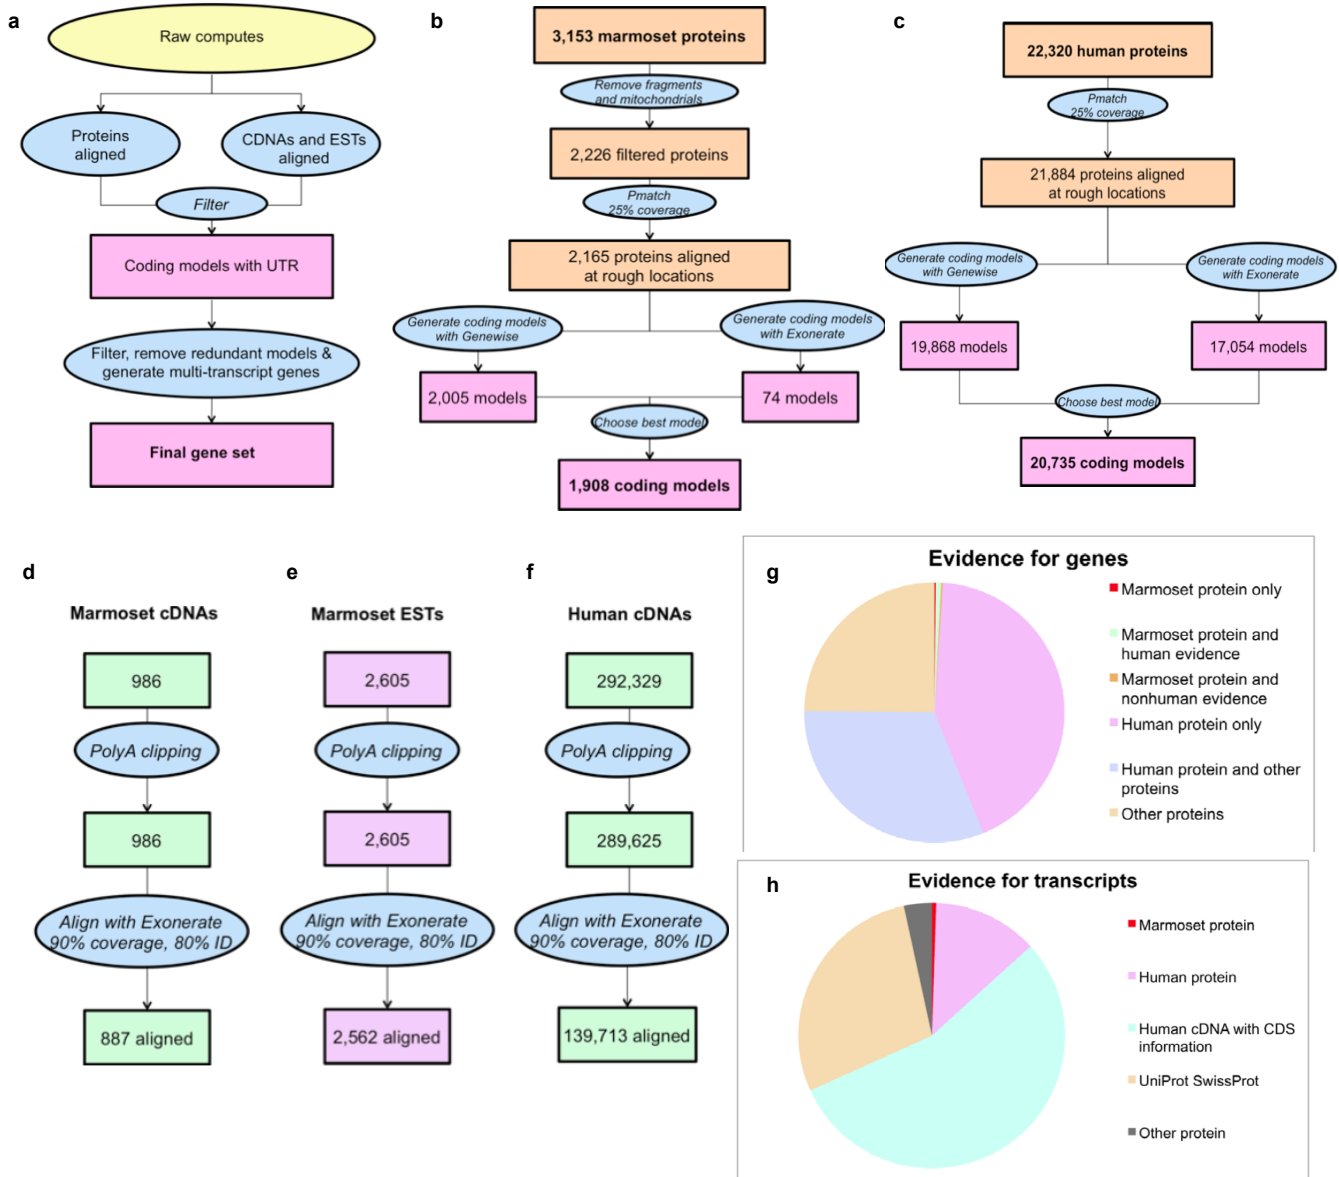 a
Raw computes
Proteins
aligned
CDNAs and ESTs
aligned
Filter
Coding models with UTR
Filter, remove redundant models &
generate multi-transcript genes
Final gene set
b
3,153 marmoset proteins
Remove fragments
and mitochondrials
2,226 filtered proteins
Pmatch
25% coverage
2,165 proteins aligned
at rough locations
Generate coding models
with Genewise
Generate coding models
with Exonerate
2,005 models
74 models
Choose best model
1,908 coding models
c
22,320 human proteins
Pmatch
25% coverage
21,884 proteins aligned
at rough locations
Generate coding models
with Genewise
Generate coding models
with Exonerate
19,868 models
17,054 models
Choose best model
20,735 coding models
d
Marmoset cDNAs
986
PolyA clipping
986
Align with Exonerate
90% coverage, 80% ID
887 aligned
e
Marmoset ESTs
2,605
PolyA clipping
2,605
Align with Exonerate
90% coverage, 80% ID
2,562 aligned
f
Human cDNAs
292,329
PolyA clipping
289,625
Align with Exonerate
90% coverage, 80% ID
139,713 aligned
g
Evidence for genes
Marmoset protein only
Marmoset protein and
human evidence
Marmoset protein and
nonhuman evidence
Human protein only
Human protein and other
proteins
Other proteins
h
Evidence for transcripts
Marmoset protein
Human protein
Human cDNA with CDS
information
UniProt SwissProt
Other protein